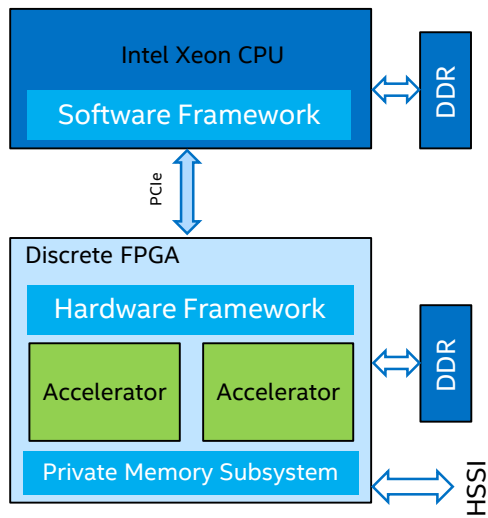 Intel Xeon CPU
Software Framework
DDR
PCIe
Discrete FPGA
Hardware Framework
Accelerator
Accelerator
DDR
Private Memory Subsystem
HSSI